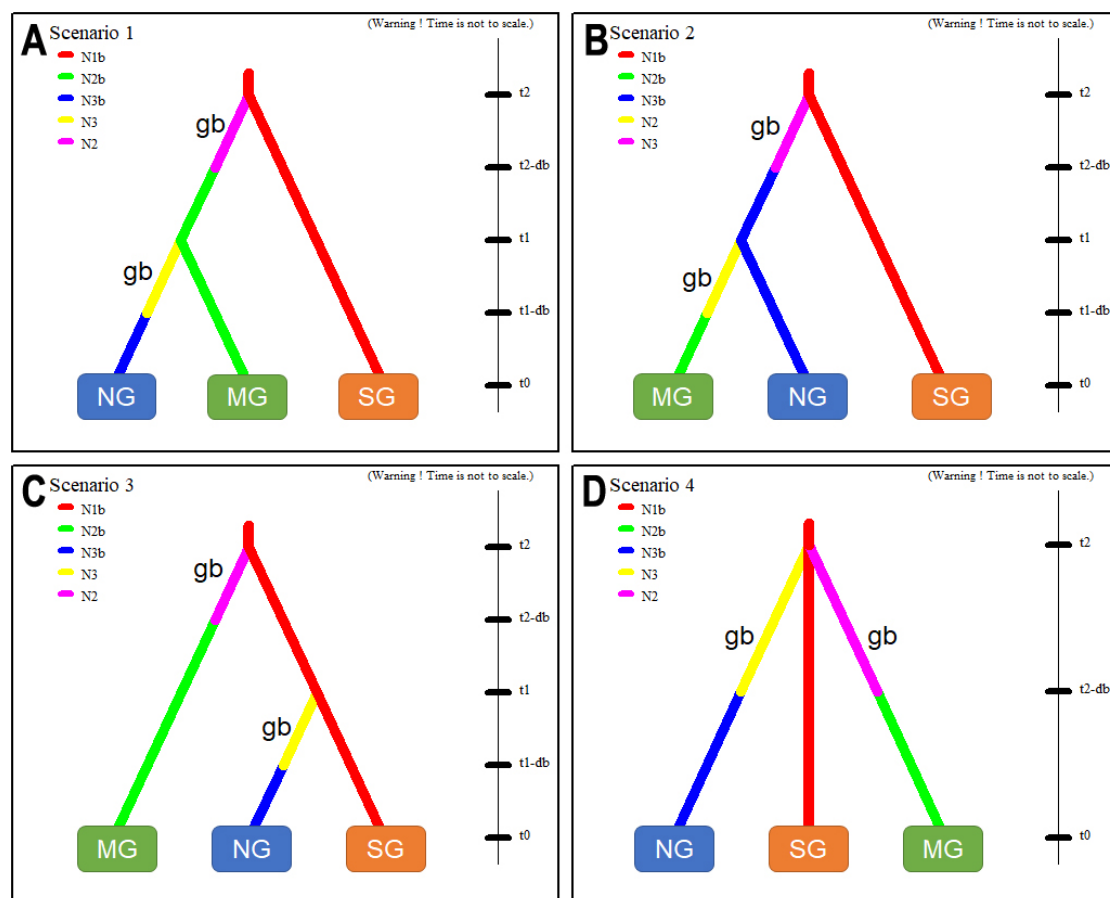 A Scenario 1
(Warning ! Time is not to scale.)
N1b
N2b
N3b
N3
N2
gb
gb
t2
t2-db
t1
t1-db
t0
NG MG SG
B Scenario 2
(Warning ! Time is not to scale.)
N1b
N2b
N3b
N2
N3
gb
gb
t2
t2-db
t1
t1-db
t0
MG NG SG
C Scenario 3
(Warning ! Time is not to scale.)
N1b
N2b
N3b
N3
N2
gb
gb
t2
t2-db
t1
t1-db
t0
MG NG SG
D Scenario 4
(Warning ! Time is not to scale.)
N1b
N2b
N3b
N3
N2
gb gb
t2
t2-db
t0
NG SG MG